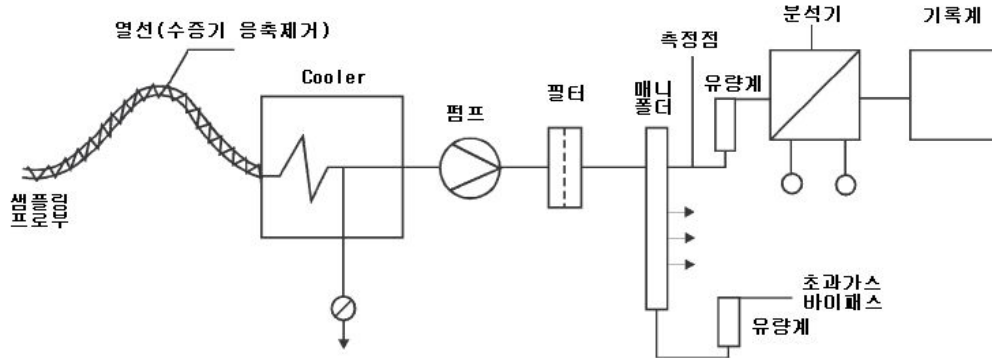 열선(수증기 응축제거)
Cooler
펌프
필터
매니
폴더
측정점
유량계
분석기
기록계
샘플링
프로부
초과가스
바이패스
유량계